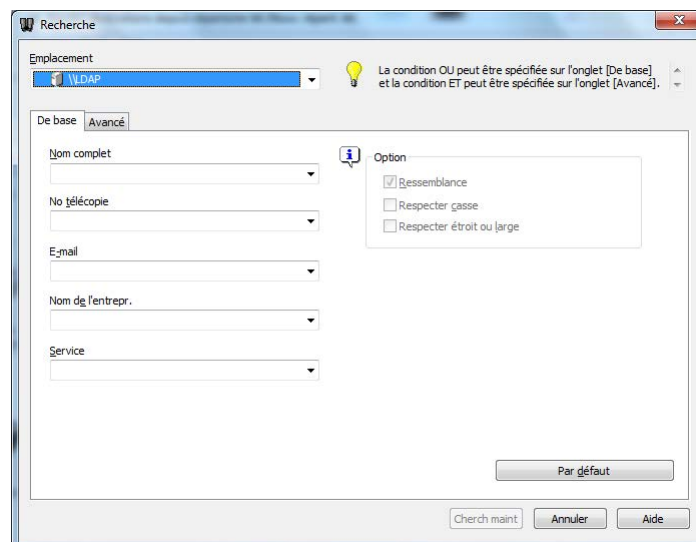 Recherche
Emplacement
\\LDAP
La condition OU peut être spécifiée sur l'onglet [De base]
et la condition ET peut être spécifiée sur l'onglet [Avancé].
De base Avancé
Nom complet
No télécopie
E-mail
Nom de l'entrepr.
Service
Option
Ressemblance
Respecter casse
Respecter étroit ou large
Par défaut
Cherch maint Annuler Aide